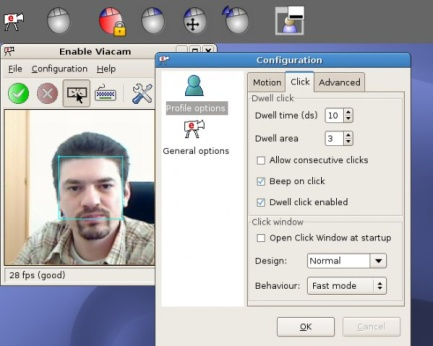 Enable Viacam
File Configuration Help
28 fps (good)
Configuration
Profile options
General options
Motion Click Advanced
Dwell click
Dwell time (ds) 10
Dwell area 3
Allow consecutive clicks
Beep on click
Dwell click enabled
Click window
Open Click Window at startup
Design: Normal
Behaviour: Fast mode
OK Cancel